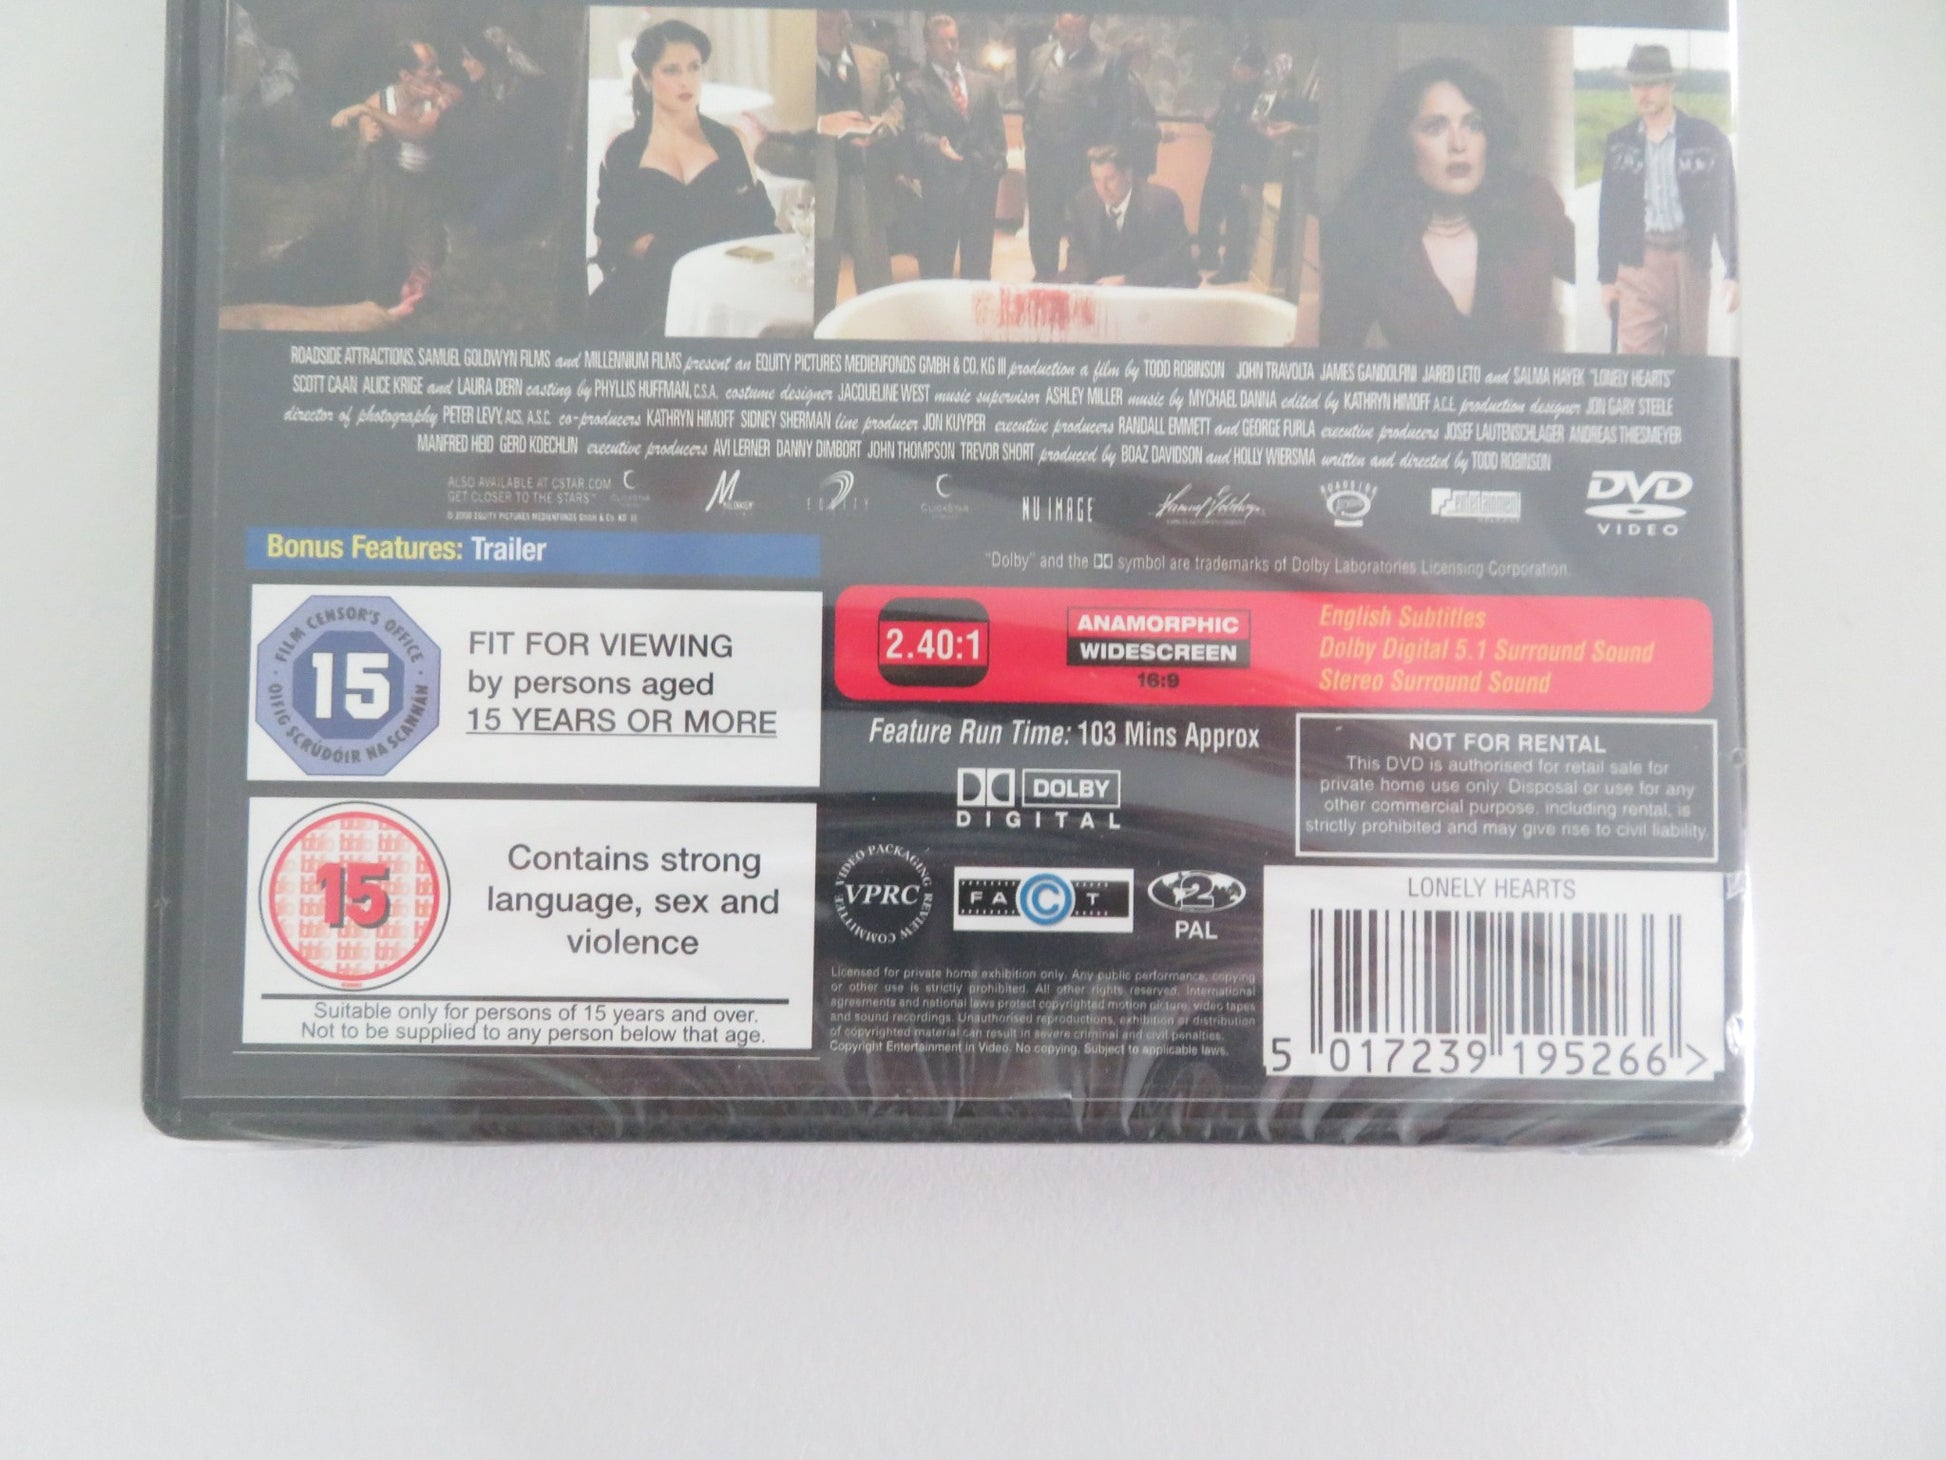 ROADSIDE ATTRACTIONS, SAMUEL GOLDWYN FILMS and MILLENNIUM FILMS present an EQUITY PICTURES MEDIENFONDS GMBH & CO. KG III production a film by TODD ROBINSON JOHN TRAVOLTA JAMES GANDOLFINI JARED LETO and SALMA HAYEK "LONELY HEARTS"
SCOTT CAAN ALICE KRIGE and LAURA DERN casting by PHYLLIS HUFFMAN, C.S.A. costume designer JACQUELINE WEST music supervisor ASHLEY MILLER music by MYCHAEL DANNA edited by KATHRYN HIMOFF A.C.E. production designer JON GARY STEELE
director of photography PETER LEVY, ACS, A.S.C. co-producers KATHRYN HIMOFF SIDNEY SHERMAN line producer JON KUYPER executive producers RANDALL EMMETT and GEORGE FURLA executive producers JOSEF LAUTENSCHLAGER ANDREAS THIESMEYER
MANFRED HEID GERD KOECHLIN executive producers AVI LERNER DANNY DIMBORT JOHN THOMPSON TREVOR SHORT produced by BOAZ DAVIDSON and HOLLY WIERSMA written and directed by TODD ROBINSON
ALSO AVAILABLE AT CSTAR.COM
GET CLOSER TO THE STARS™
© 2006 EQUITY PICTURES MEDIENFONDS GmbH & Co. KG III
MILLENNIUM
EQUITY
CLICKSTAR
NU IMAGE
Samuel Goldwyn
ROADSIDE
entertainment
DVD
VIDEO
Bonus Features: Trailer
"Dolby" and the DD symbol are trademarks of Dolby Laboratories Licensing Corporation.
FILM CENSOR'S OFFICE
15
OIFIG SCRÚDÓIR NA SCANNÁN
FIT FOR VIEWING
by persons aged
15 YEARS OR MORE
2.40:1
ANAMORPHIC
WIDESCREEN
16:9
English Subtitles
Dolby Digital 5.1 Surround Sound
Stereo Surround Sound
Feature Run Time: 103 Mins Approx
DOLBY
DIGITAL
NOT FOR RENTAL
This DVD is authorised for retail sale for
private home use only. Disposal or use for any
other commercial purpose, including rental, is
strictly prohibited and may give rise to civil liability.
15
Contains strong
language, sex and
violence
Suitable only for persons of 15 years and over.
Not to be supplied to any person below that age.
VIDEO PACKAGING REVIEW COMMITTEE
VPRC
FACT
2
PAL
Licensed for private home exhibition only. Any public performance, copying
or other use is strictly prohibited. All other rights reserved. International
agreements and national laws protect copyrighted motion picture, video tapes
and sound recordings. Unauthorised reproductions, exhibition or distribution
of copyrighted material can result in severe criminal and civil penalties.
Copyright Entertainment in Video. No copying. Subject to applicable laws.
LONELY HEARTS
5 017239 195266 >